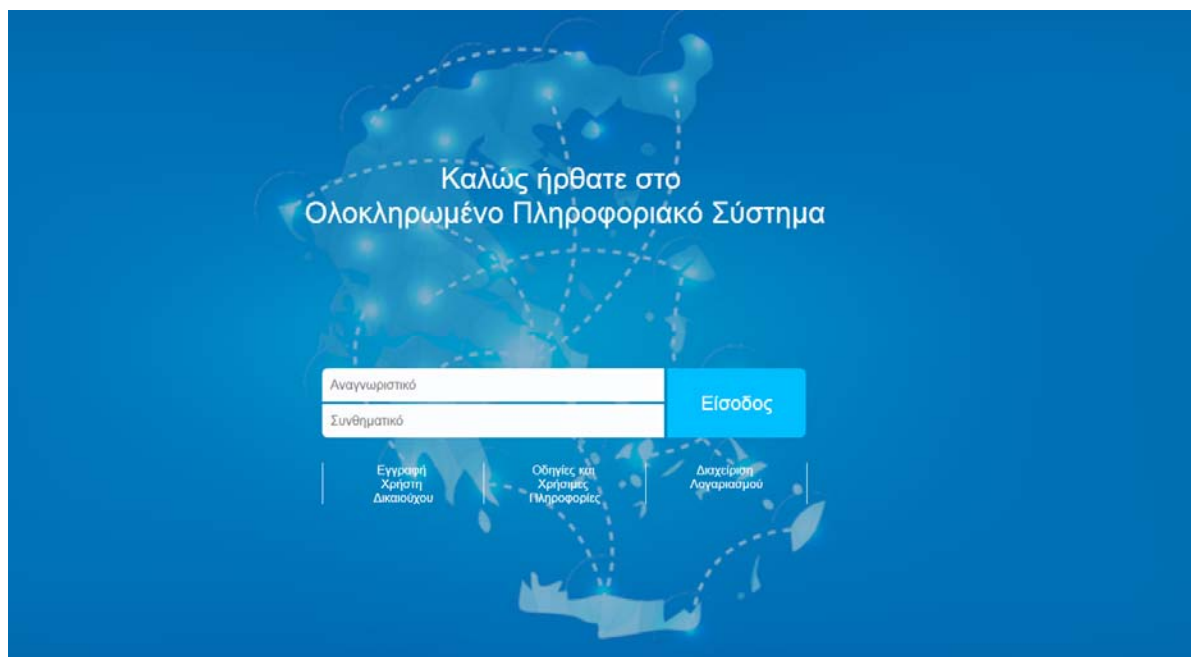 Καλώς ήρθατε στο
Ολοκληρωμένο Πληροφοριακό Σύστημα
Αναγνωριστικό
Συνθηματικό
Είσοδος
Εγγραφή
Χρήστη
Δικαιούχου
Οδηγίες και
Χρήσιμες
Πληροφορίες
Διαχείριση
Λογαριασμού